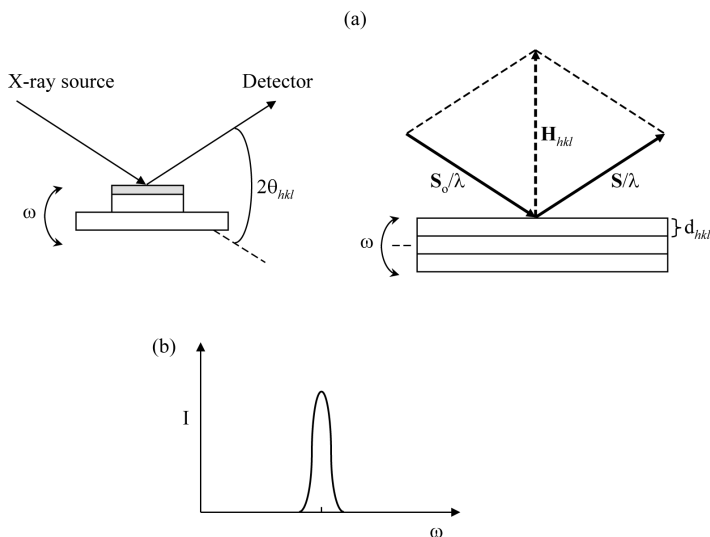 (a)
X-ray source
Detector
2θhkl
ω
Hhkl
So/λ
S/λ
dhkl
ω
(b)
I
ω